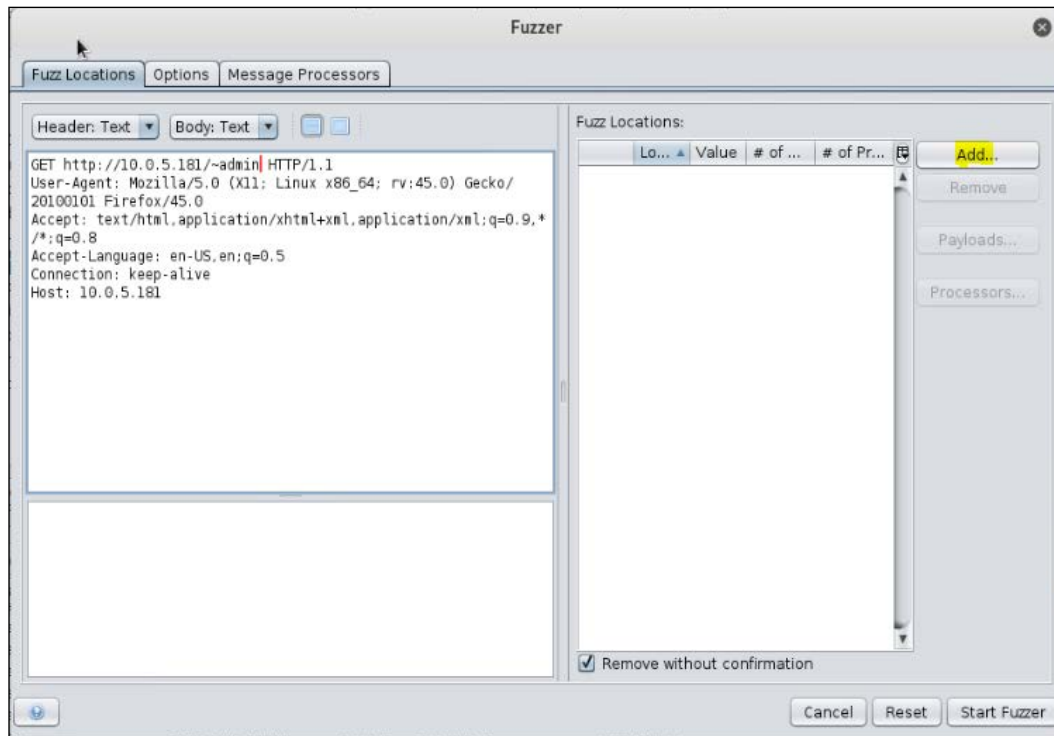 Fuzzer
Fuzz Locations
Options
Message Processors
Header: Text
Body: Text
GET http://10.0.5.181/~admin HTTP/1.1
User-Agent: Mozilla/5.0 (X11; Linux x86_64; rv:45.0) Gecko/
20100101 Firefox/45.0
Accept: text/html,application/xhtml+xml,application/xml;q=0.9,*
/*;q=0.8
Accept-Language: en-US,en;q=0.5
Connection: keep-alive
Host: 10.0.5.181
Fuzz Locations:
Lo... Value # of ... # of Pr...
Add...
Remove
Payloads...
Processors...
Remove without confirmation
Cancel
Reset
Start Fuzzer